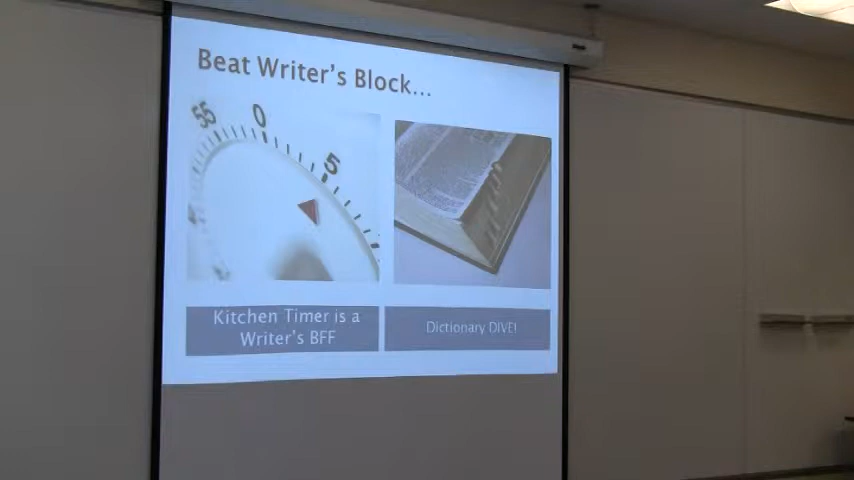 Beat Writer's Block...
55
0
5
Kitchen Timer is a
Writer's BFF
Dictionary DIVE!